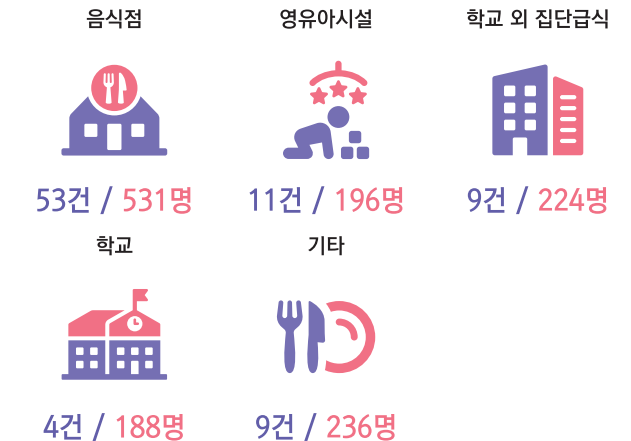 음식점
영유아시설
학교 외 집단급식
53건 / 531명
11건 / 196명
9건 / 224명
학교
기타
4건 / 188명
9건 / 236명